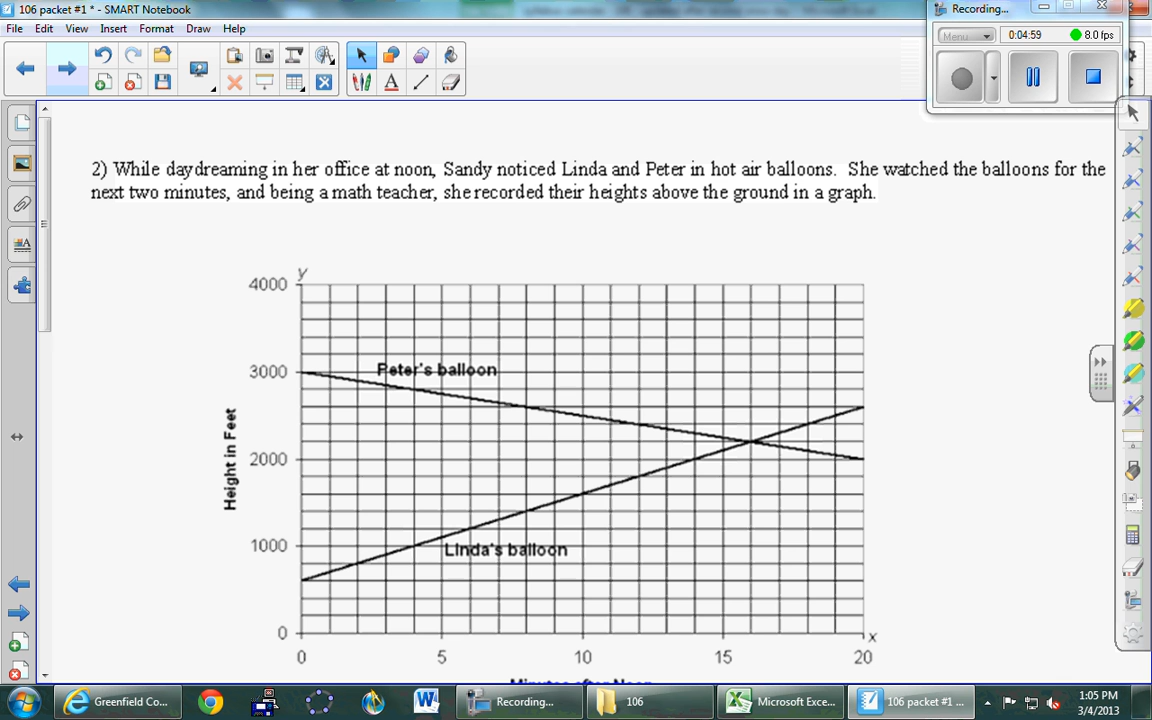 106 packet #1 * - SMART Notebook
Recording...
File Edit View Insert Format Draw Help
Menu
0:04:59
8.0 fps
2) While daydreaming in her office at noon, Sandy noticed Linda and Peter in hot air balloons. She watched the balloons for the
next two minutes, and being a math teacher, she recorded their heights above the ground in a graph.
y
4000
3000
Peter's balloon
Height in Feet
2000
1000
Linda's balloon
0
x
0 5 10 15 20
Minutes after Noon
Greenfield Co...
Recording...
106
Microsoft Exce...
106 packet #1 ...
1:05 PM
3/4/2013